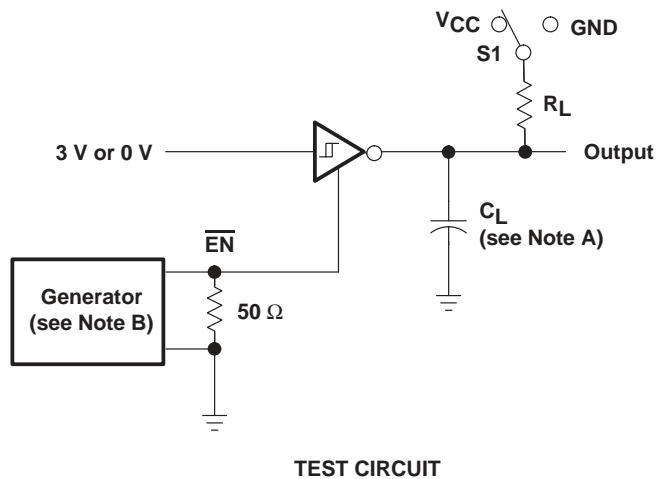 VCC
GND
S1
RL
3 V or 0 V
Output
CL
(see Note A)
EN
Generator
(see Note B)
50 Ω
TEST CIRCUIT